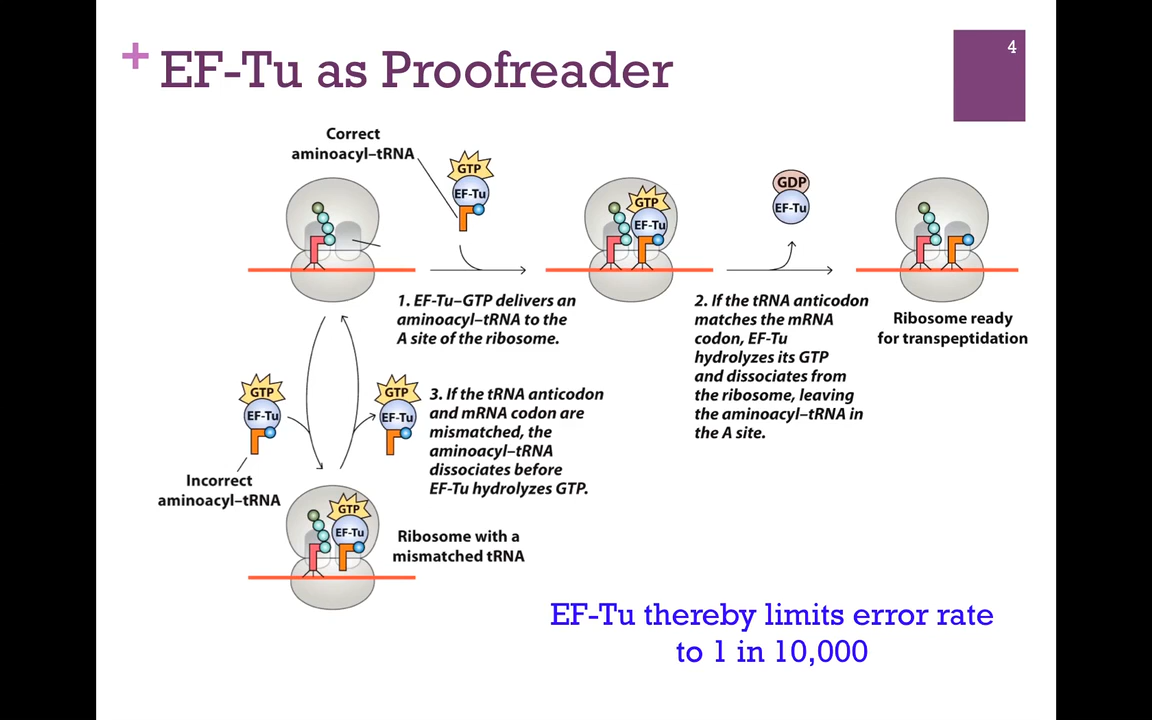 + EF-Tu as Proofreader
4
Correct
aminoacyl–tRNA
GTP
EF-Tu
GTP
EF-Tu
GDP
EF-Tu
1. EF-Tu–GTP delivers an
aminoacyl–tRNA to the
A site of the ribosome.
2. If the tRNA anticodon
matches the mRNA
codon, EF-Tu
hydrolyzes its GTP
and dissociates from
the ribosome, leaving
the aminoacyl–tRNA in
the A site.
Ribosome ready
for transpeptidation
GTP
EF-Tu
Incorrect
aminoacyl–tRNA
GTP
EF-Tu
3. If the tRNA anticodon
and mRNA codon are
mismatched, the
aminoacyl–tRNA
dissociates before
EF-Tu hydrolyzes GTP.
GTP
EF-Tu
Ribosome with a
mismatched tRNA
EF-Tu thereby limits error rate
to 1 in 10,000